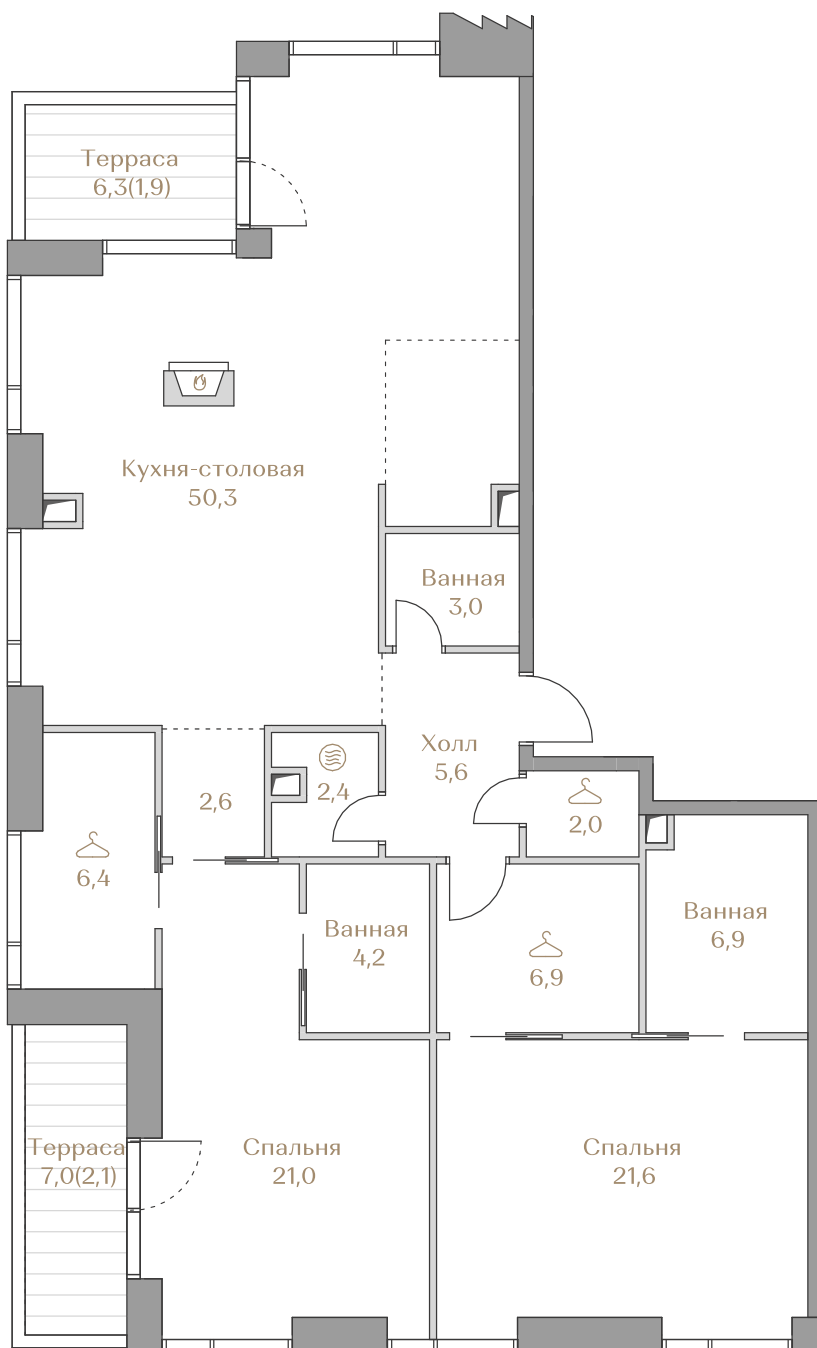 Терраса
6,3(1,9)
Кухня-столовая
50,3
Ванная
3,0
Холл
5,6
2,6
2,4
2,0
6,4
Ванная
4,2
6,9
Ванная
6,9
Терраса
7,0(2,1)
Спальня
21,0
Спальня
21,6